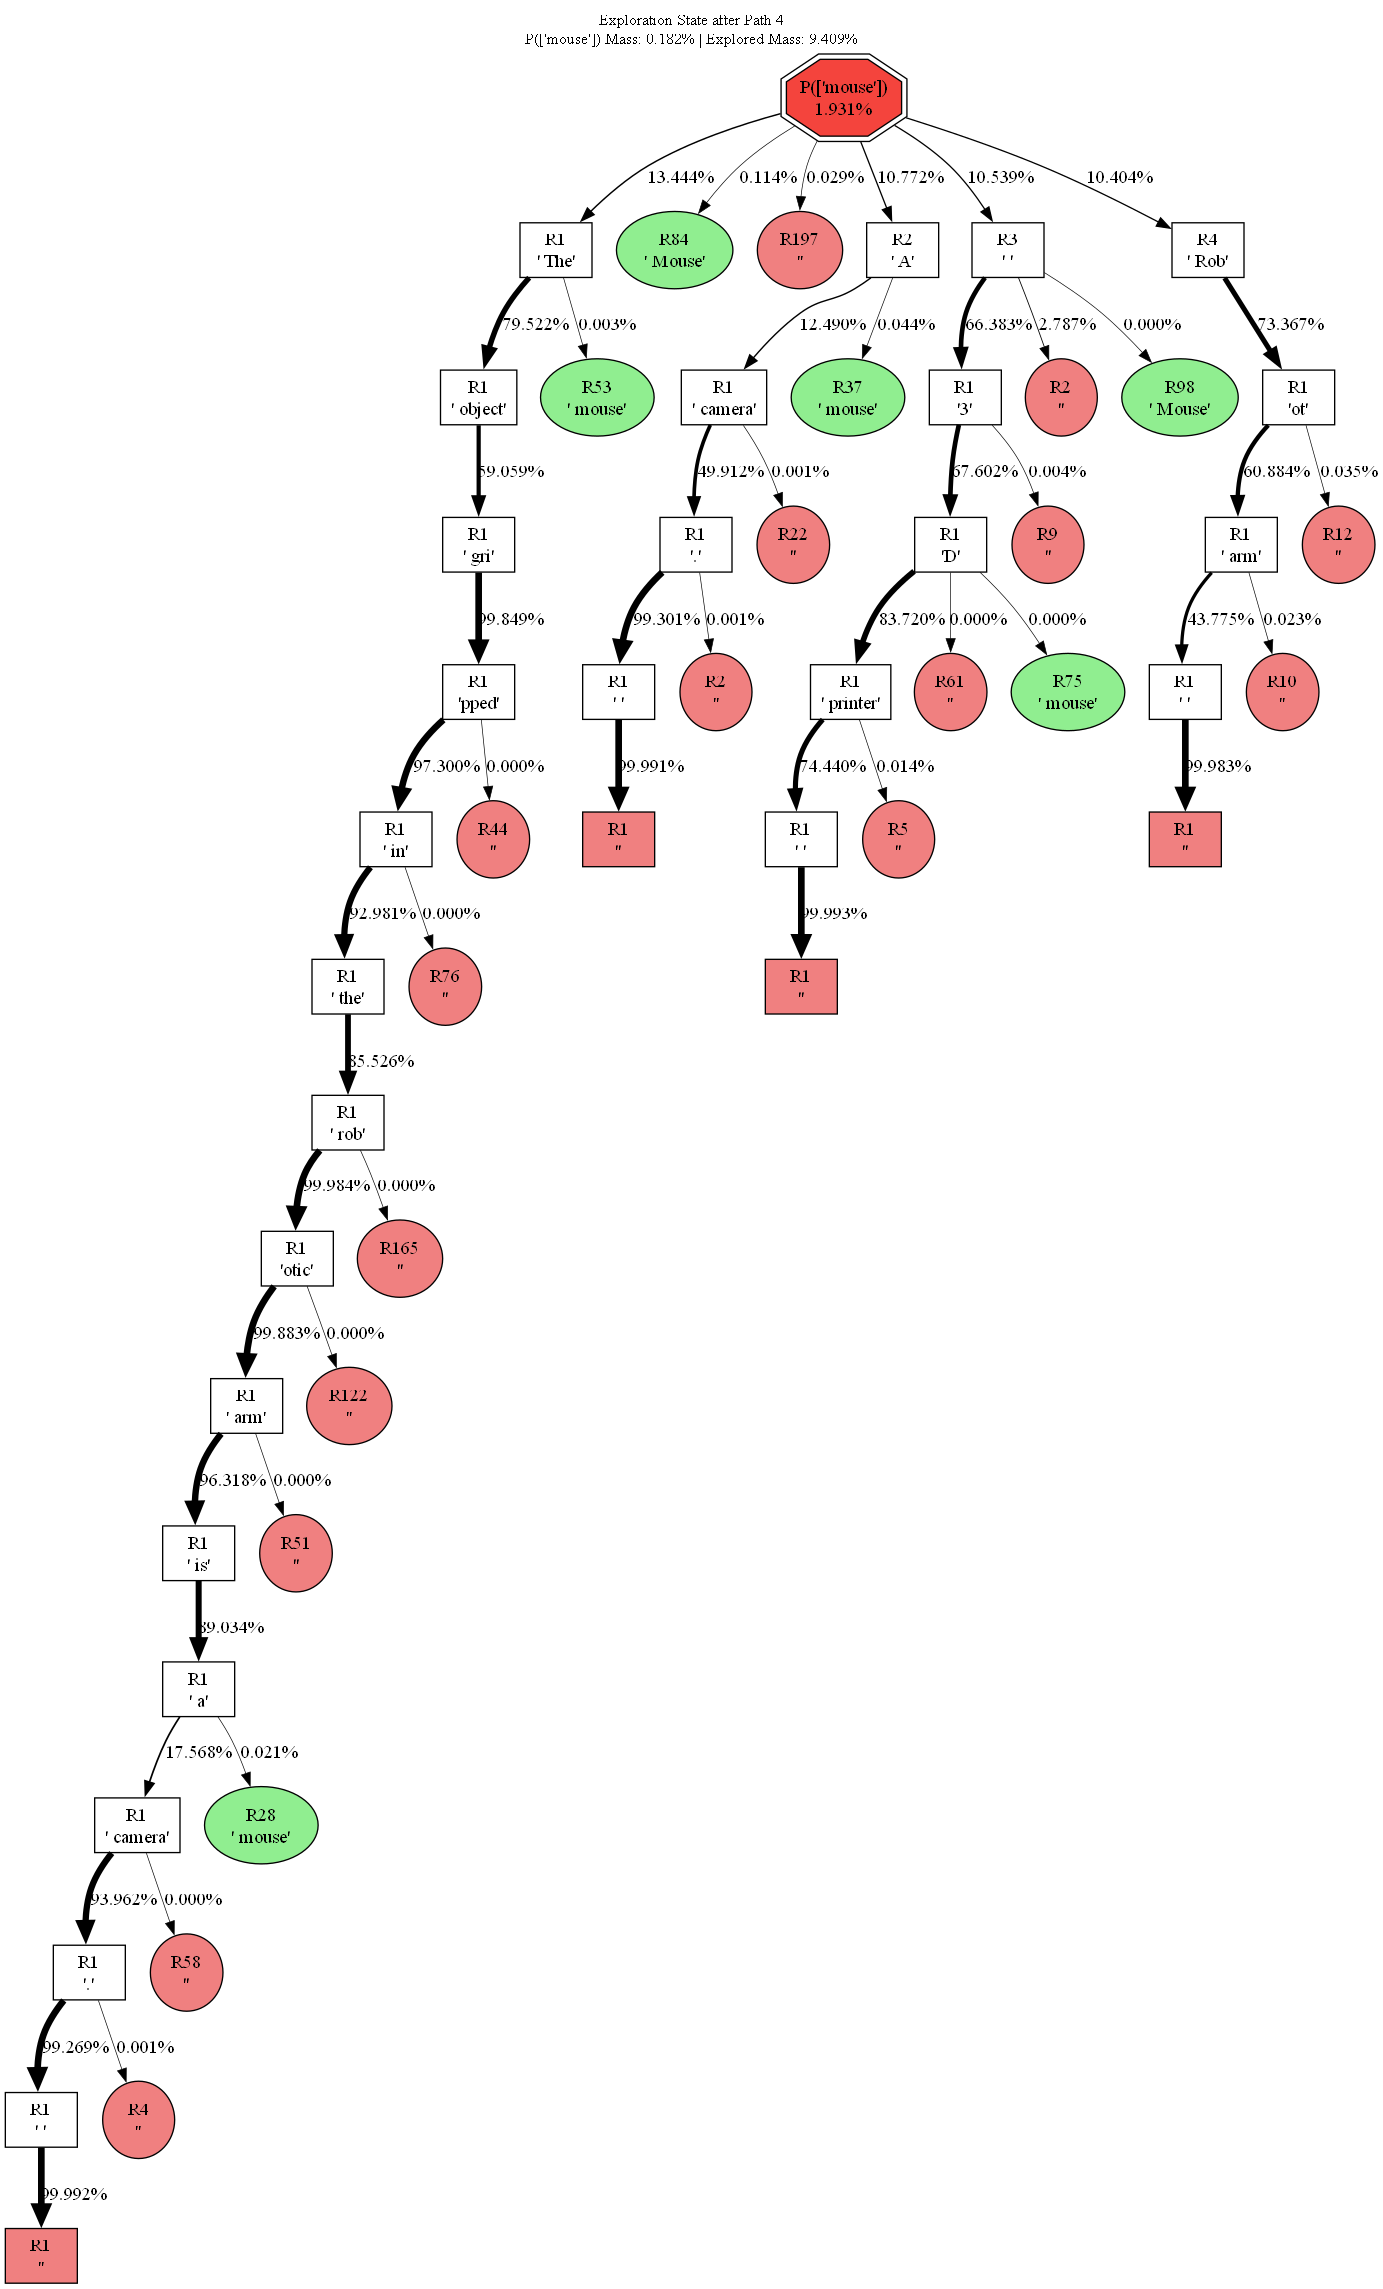 Exploration State after Path 4
P(['mouse']) Mass: 0.182% | Explored Mass: 9.409%
P(['mouse'])
1.931%
13.444%
0.114%
0.029%
10.772%
10.539%
10.404%
R1
' The'
R84
' Mouse'
R197
''
R2
' A'
R3
' '
R4
' Rob'
79.522%
0.003%
12.490%
0.044%
66.383%
2.787%
0.000%
73.367%
R1
' object'
R53
' mouse'
R1
' camera'
R37
' mouse'
R1
'3'
R2
''
R98
' Mouse'
R1
'ot'
59.059%
49.912%
0.001%
67.602%
0.004%
60.884%
0.035%
R1
' gri'
R1
'.'
R22
''
R1
'D'
R9
''
R1
' arm'
R12
''
99.849%
99.301%
0.001%
83.720%
0.000%
0.000%
43.775%
0.023%
R1
'pped'
R1
' '
R2
''
R1
' printer'
R61
''
R75
' mouse'
R1
' '
R10
''
97.300%
0.000%
99.991%
74.440%
0.014%
99.983%
R1
' in'
R44
''
R1
''
R1
' '
R5
''
R1
''
92.981%
0.000%
99.993%
R1
' the'
R76
''
R1
''
85.526%
R1
' rob'
99.984%
0.000%
R1
'otic'
R165
''
99.883%
0.000%
R1
' arm'
R122
''
96.318%
0.000%
R1
' is'
R51
''
89.034%
R1
' a'
17.568%
0.021%
R1
' camera'
R28
' mouse'
93.962%
0.000%
R1
'.'
R58
''
99.269%
0.001%
R1
' '
R4
''
99.992%
R1
''